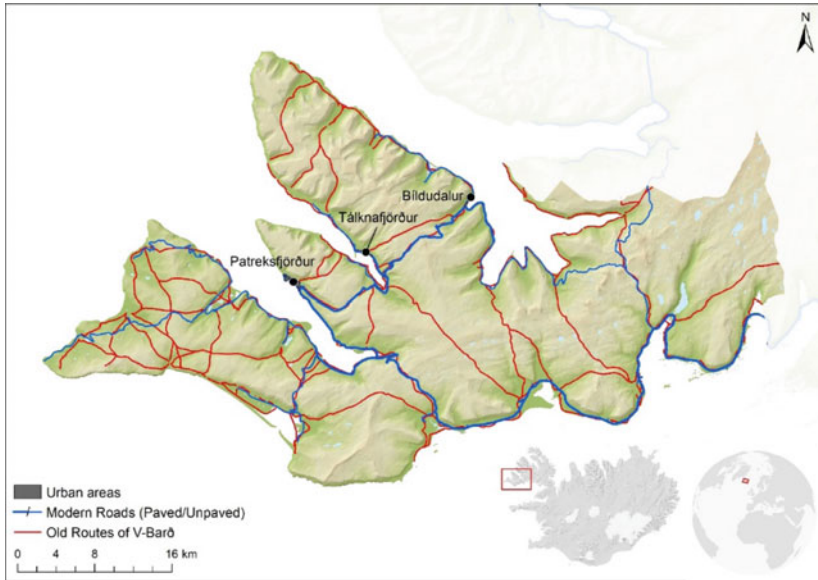 N
Bíldudalur
Tálknafjörður
Patreksfjörður
Urban areas
Modern Roads (Paved/Unpaved)
Old Routes of V-Barð
0 4 8 16 km